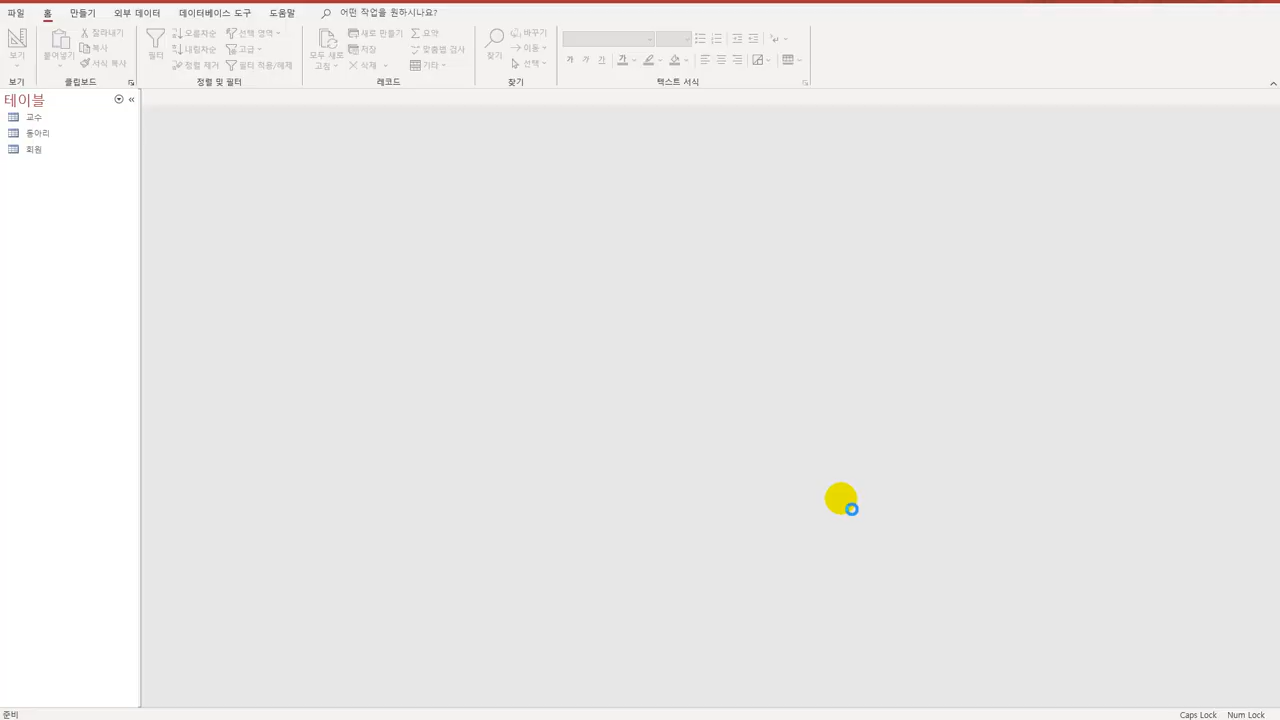 파일 홈 만들기 외부 데이터 데이터베이스 도구 도움말 어떤 작업을 원하시나요?
보기
붙여넣기
잘라내기
복사
서식 복사
필터
오름차순
내림차순
정렬 제거
선택 영역
고급
필터 적용/해제
모두 새로
고침
새로 만들기
저장
삭제
요약
맞춤법 검사
기타
찾기
바꾸기
이동
선택
가 가 가 가
보기 클립보드 정렬 및 필터 레코드 찾기 텍스트 서식
테이블
교수
동아리
회원
준비 Caps Lock Num Lock